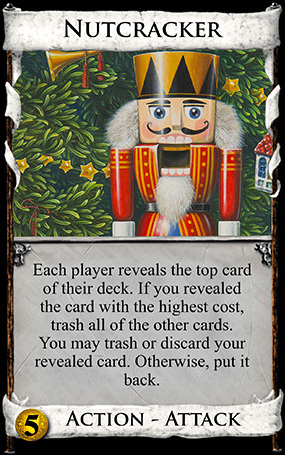 NUTCRACKER
Each player reveals the top card
of their deck. If you revealed
the card with the highest cost,
trash all of the other cards.
You may trash or discard your
revealed card. Otherwise, put it
back.
5 ACTION - ATTACK